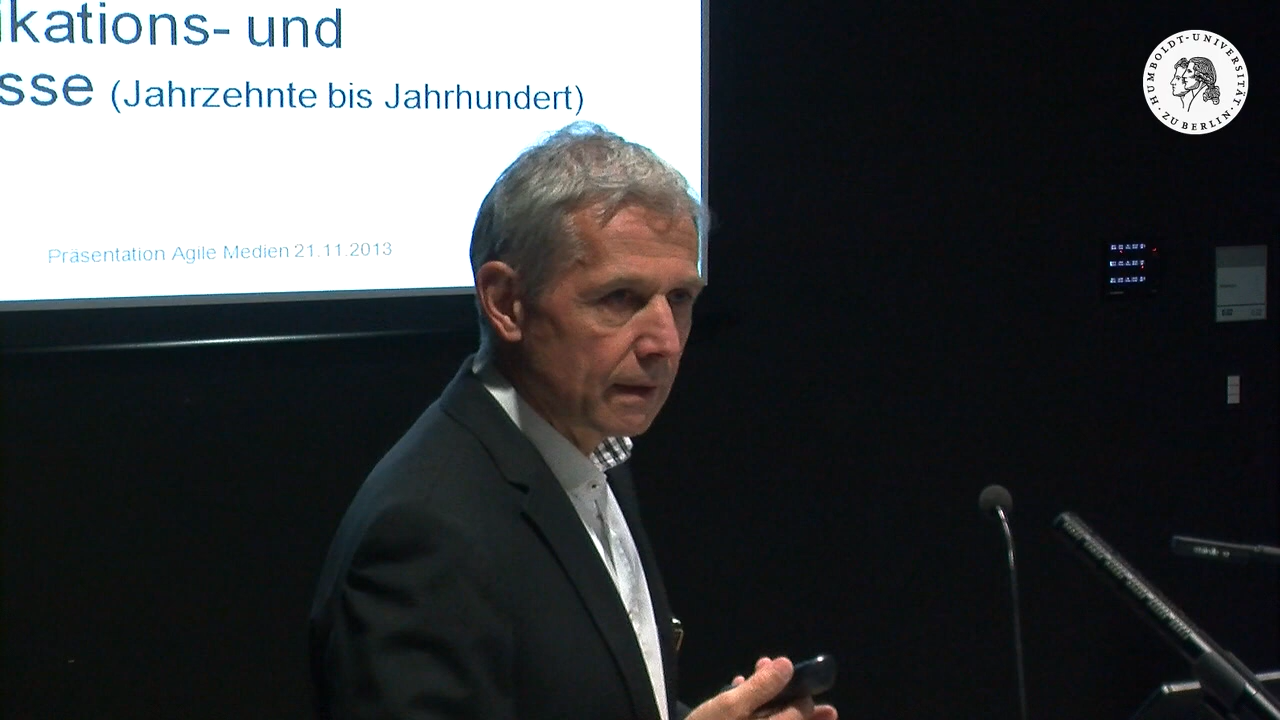 ikations- und
sse (Jahrzehnte bis Jahrhundert)
Präsentation Agile Medien 21.11.2013
HUMBOLDT-UNIVERSITÄT
ZU BERLIN